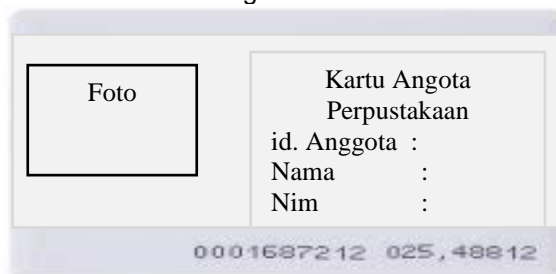 Foto
Kartu Angota
Perpustakaan
id. Anggota :
Nama :
Nim :
0001687212 025,48812